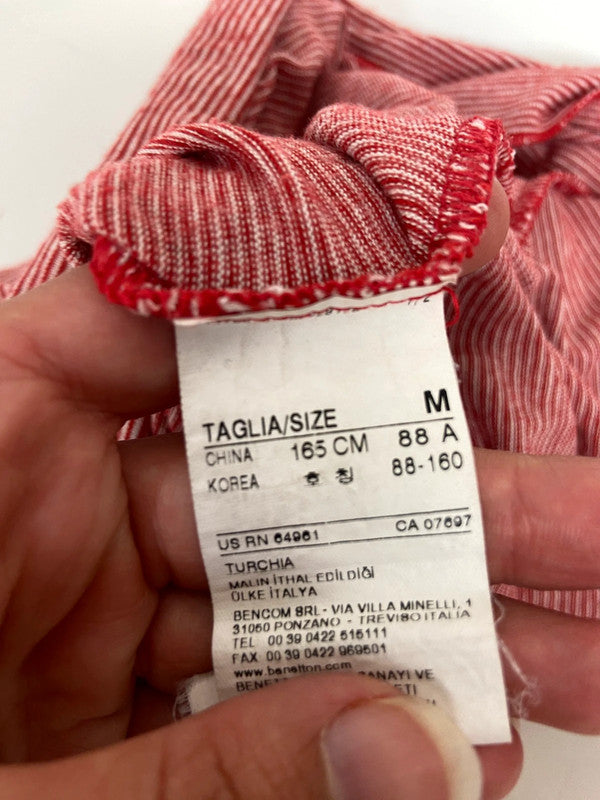 TAGLIA/SIZE M
CHINA 165 CM 88 A
KOREA 호칭 88-160
US RN 64961 CA 07697
TURCHIA
MALIN İTHAL EDİLDİĞİ
ÜLKE İTALYA
BENCOM SRL - VIA VILLA MINELLI, 1
31050 PONZANO - TREVISO ITALIA
TEL 00 39 0422 515111
FAX 00 39 0422 969501
www.benetton.com
SANAYİ VE